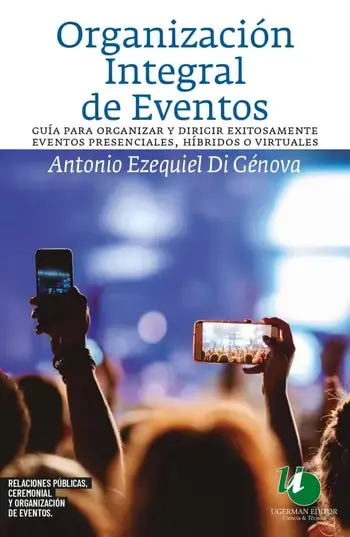 Organización
Integral
de Eventos
GUÍA PARA ORGANIZAR Y DIRIGIR EXITOSAMENTE
EVENTOS PRESENCIALES, HÍBRIDOS O VIRTUALES
Antonio Ezequiel Di Génova
RELACIONES PÚBLICAS,
CEREMONIAL
Y ORGANIZACIÓN
DE EVENTOS.
UGERMAN EDITOR
Ciencia & Técnica